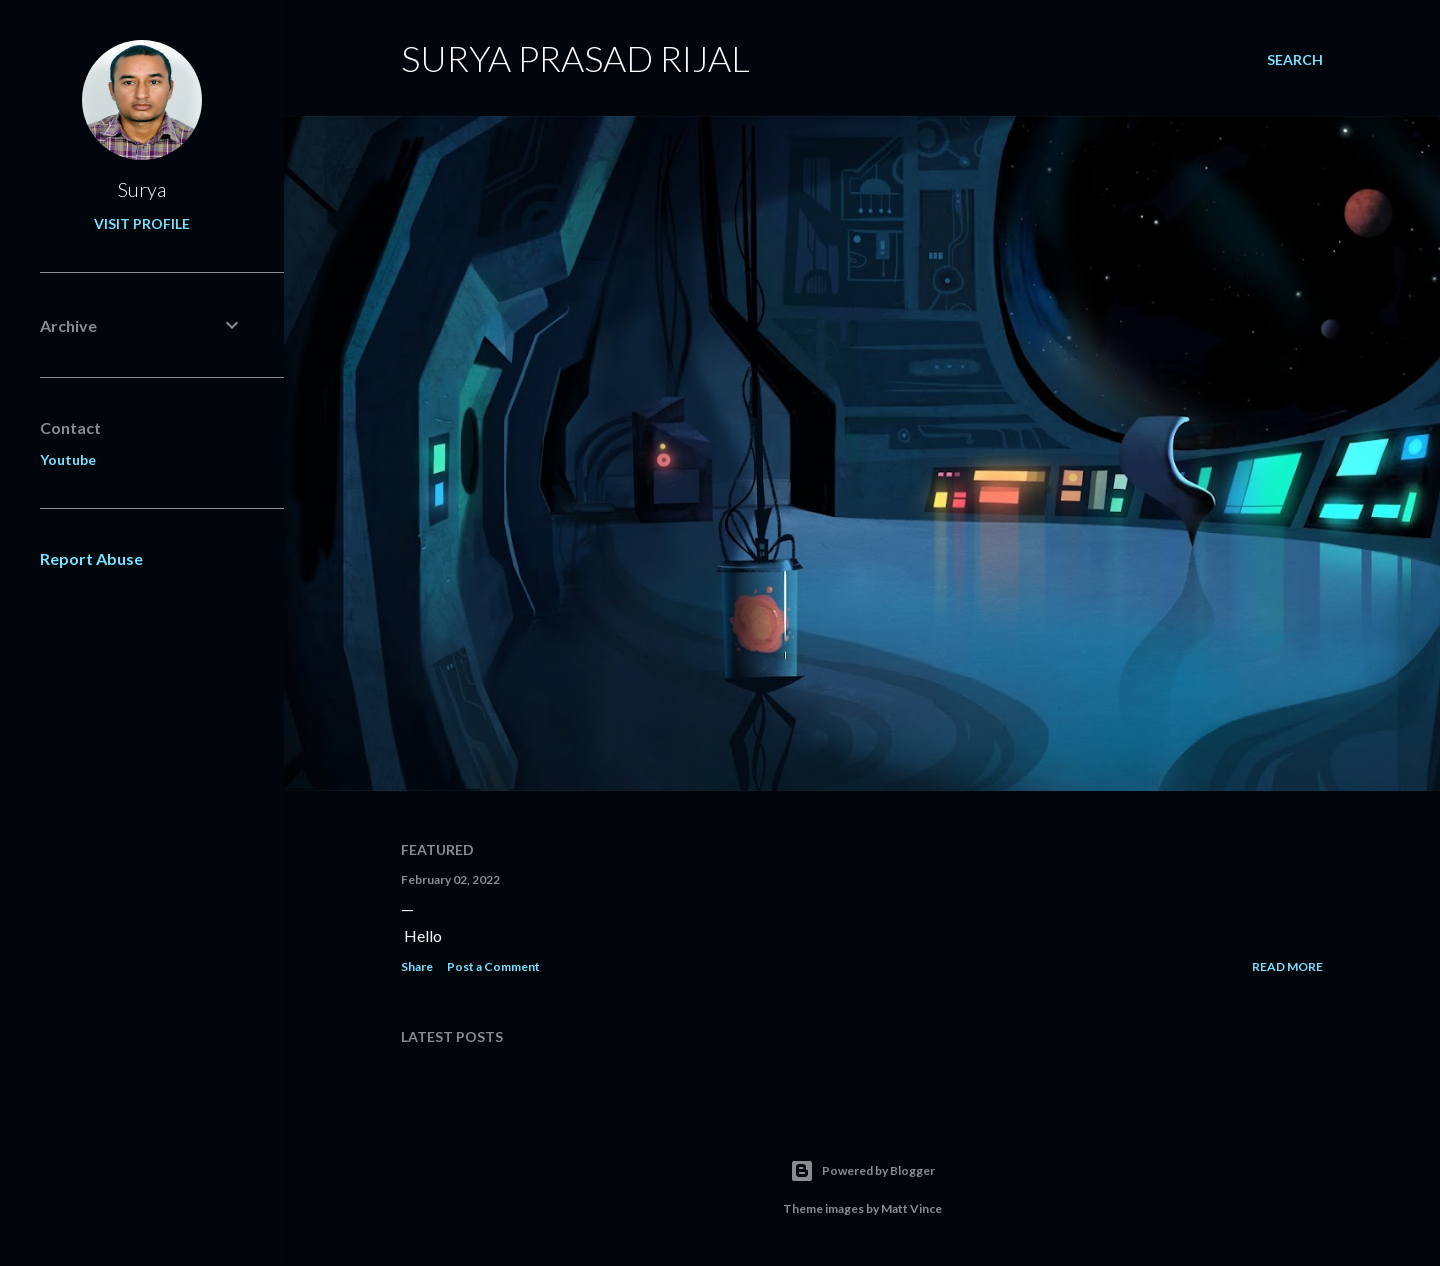 Surya
VISIT PROFILE
Archive
Contact
Youtube
Report Abuse
SURYA PRASAD RIJAL
SEARCH
FEATURED
February 02, 2022
Hello
Share
Post a Comment
READ MORE
LATEST POSTS
Powered by Blogger
Theme images by Matt Vince